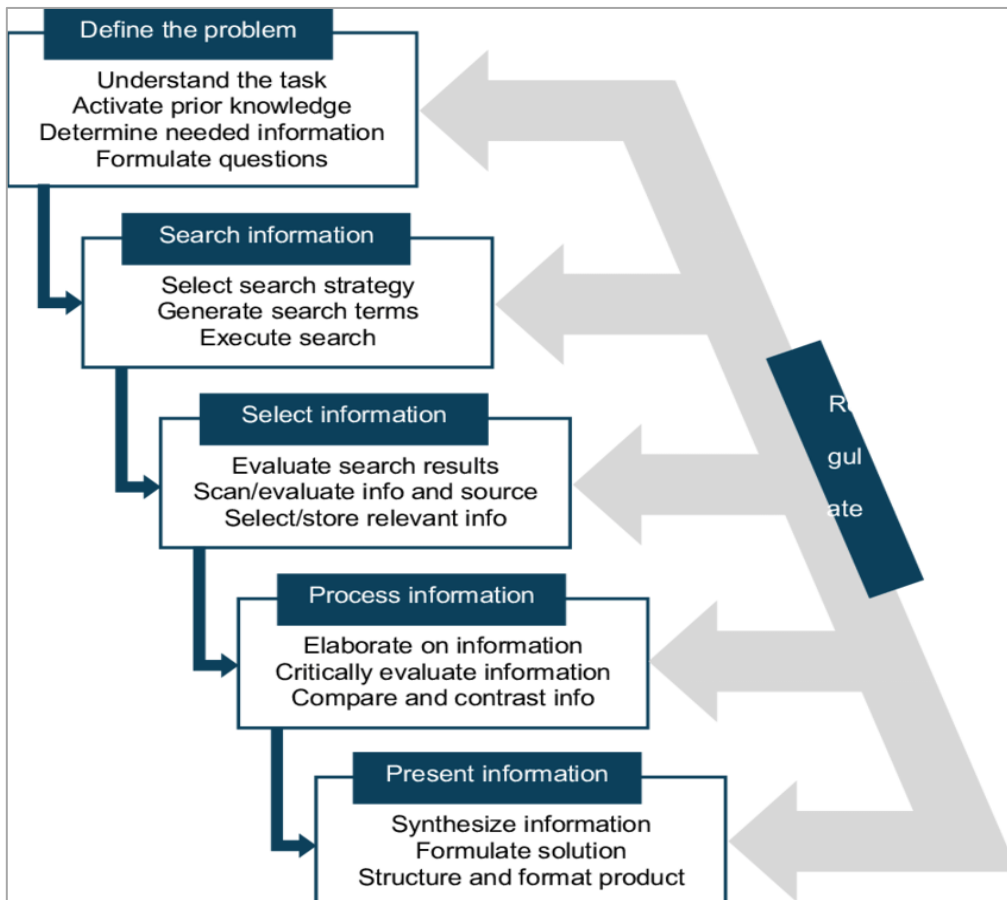 Define the problem
Understand the task
Activate prior knowledge
Determine needed information
Formulate questions
Search information
Select search strategy
Generate search terms
Execute search
Select information
Evaluate search results
Scan/evaluate info and source
Select/store relevant info
Process information
Elaborate on information
Critically evaluate information
Compare and contrast info
Present information
Synthesize information
Formulate solution
Structure and format product
Re
gul
ate